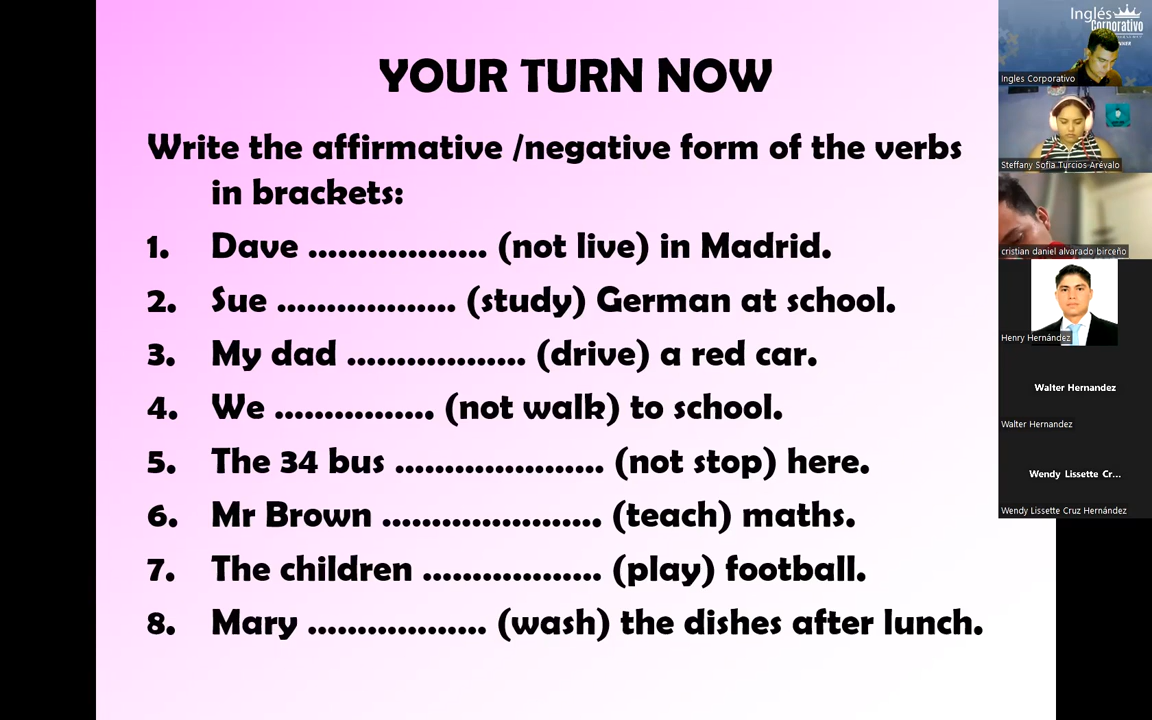 YOUR TURN NOW
Write the affirmative /negative form of the verbs
in brackets:
1. Dave .................. (not live) in Madrid.
2. Sue .................. (study) German at school.
3. My dad .................. (drive) a red car.
4. We ................ (not walk) to school.
5. The 34 bus ..................... (not stop) here.
6. Mr Brown ...................... (teach) maths.
7. The children .................. (play) football.
8. Mary .................. (wash) the dishes after lunch.
Inglés
Corporativo
Ingles Corporativo
Steffany Sofía Turcios Arévalo
cristian daniel alvarado birceño
Henry Hernández
Walter Hernandez
Walter Hernandez
Wendy Lissette Cr...
Wendy Lissette Cruz Hernández